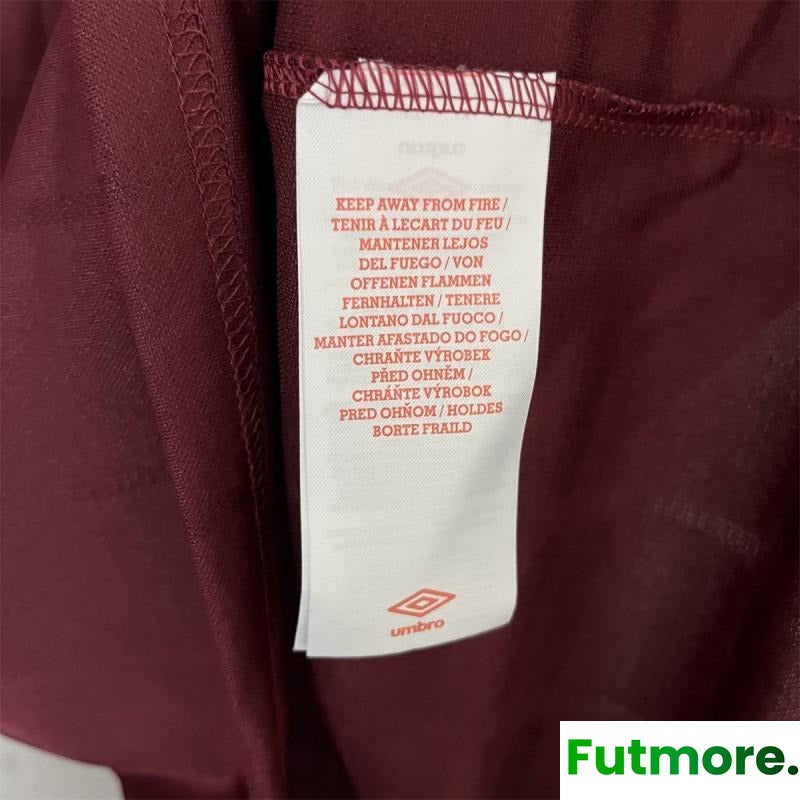 KEEP AWAY FROM FIRE /
TENIR À LECART DU FEU /
MANTENER LEJOS
DEL FUEGO / VON
OFFENEN FLAMMEN
FERNHALTEN / TENERE
LONTANO DAL FUOCO /
MANTER AFASTADO DO FOGO /
CHRAŇTE VÝROBEK
PŘED OHNĚM /
CHRÁŇTE VÝROBOK
PRED OHŇOM / HOLDES
BORTE FRAILD
umbro
Futmore.